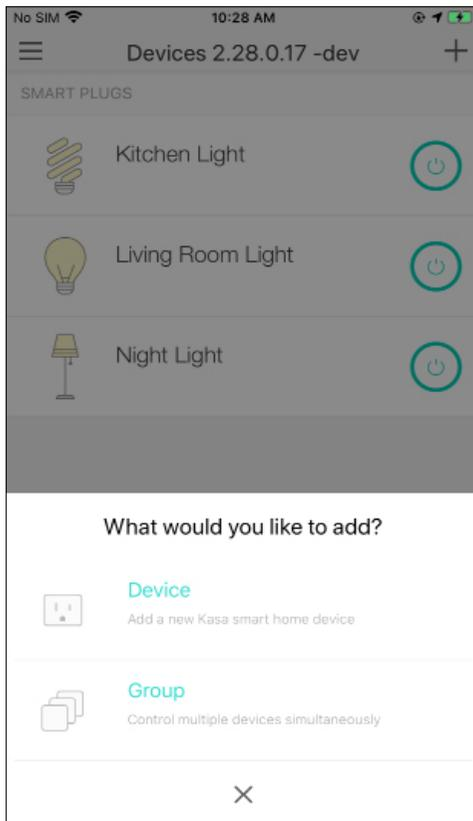 No SIM 10:28 AM
Devices 2.28.0.17 -dev
SMART PLUGS
Kitchen Light
Living Room Light
Night Light
What would you like to add?
Device
Add a new Kasa smart home device
Group
Control multiple devices simultaneously